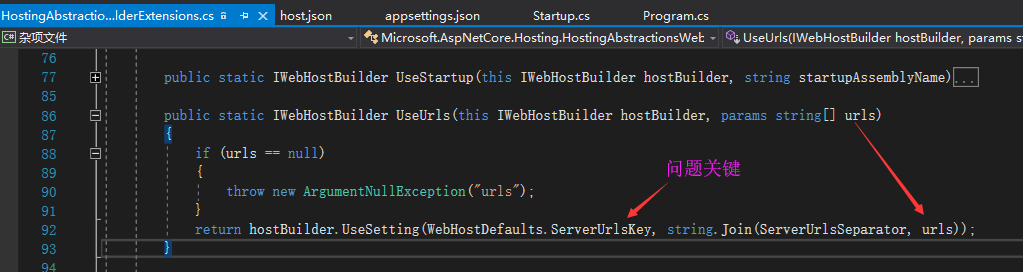 HostingAbstractio...lderExtensions.cs host.json appsettings.json Startup.cs Program.cs
C# 杂项文件 Microsoft.AspNetCore.Hosting.HostingAbstractionsWeb UseUrls(IWebHostBuilder hostBuilder, params str
76
77 public static IWebHostBuilder UseStartup(this IWebHostBuilder hostBuilder, string startupAssemblyName)...
85
86 public static IWebHostBuilder UseUrls(this IWebHostBuilder hostBuilder, params string[] urls)
87 {
88 if (urls == null)
89 {
问题关键
90 throw new ArgumentNullException("urls");
91 }
92 return hostBuilder.UseSetting(WebHostDefaults.ServerUrlsKey, string.Join(ServerUrlsSeparator, urls));
93 }
94